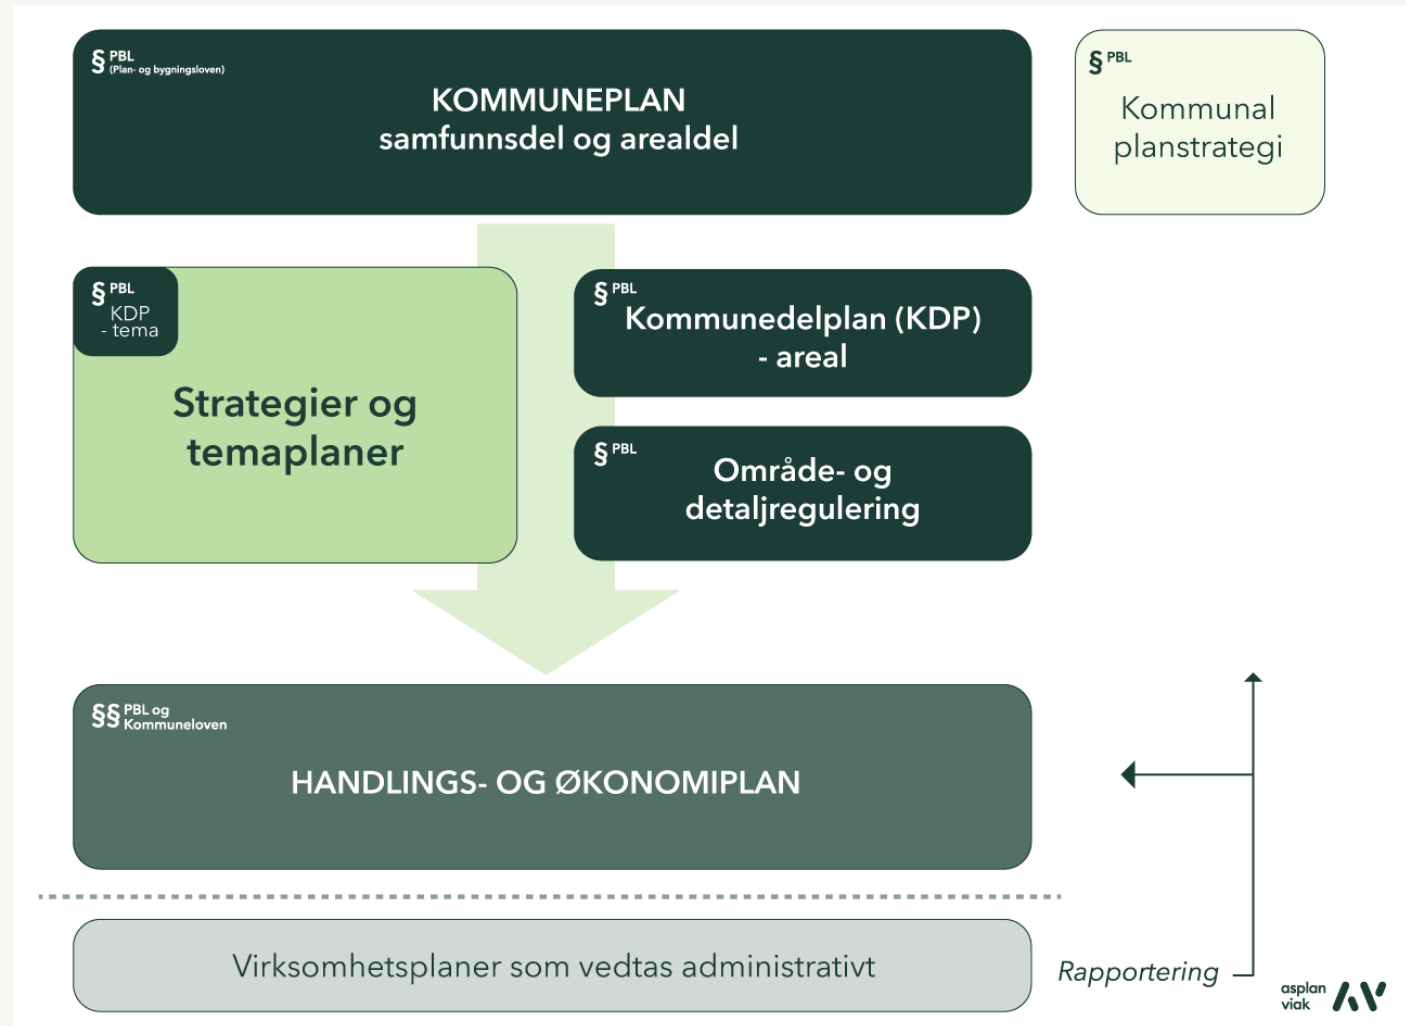 § PBL
(Plan- og bygningsloven)
KOMMUNEPLAN
samfunnsdel og arealdel
§ PBL
Kommunal
planstrategi
§ PBL
KDP
- tema
Strategier og
temaplaner
§ PBL
Kommunedelplan (KDP)
- areal
§ PBL
Område- og
detaljregulering
§§ PBL og
Kommuneloven
HANDLINGS- OG ØKONOMIPLAN
Virksomhetsplaner som vedtas administrativt
Rapportering
asplan
viak